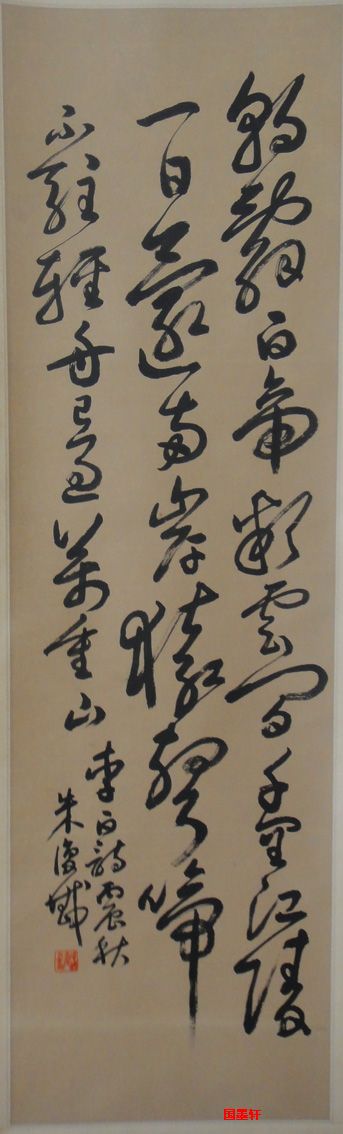 朝辭白帝彩雲間千里江陵
一日還兩岸猿聲啼
不駐輕舟已過萬重山
李白詩丙辰秋
朱復戡
国墨轩